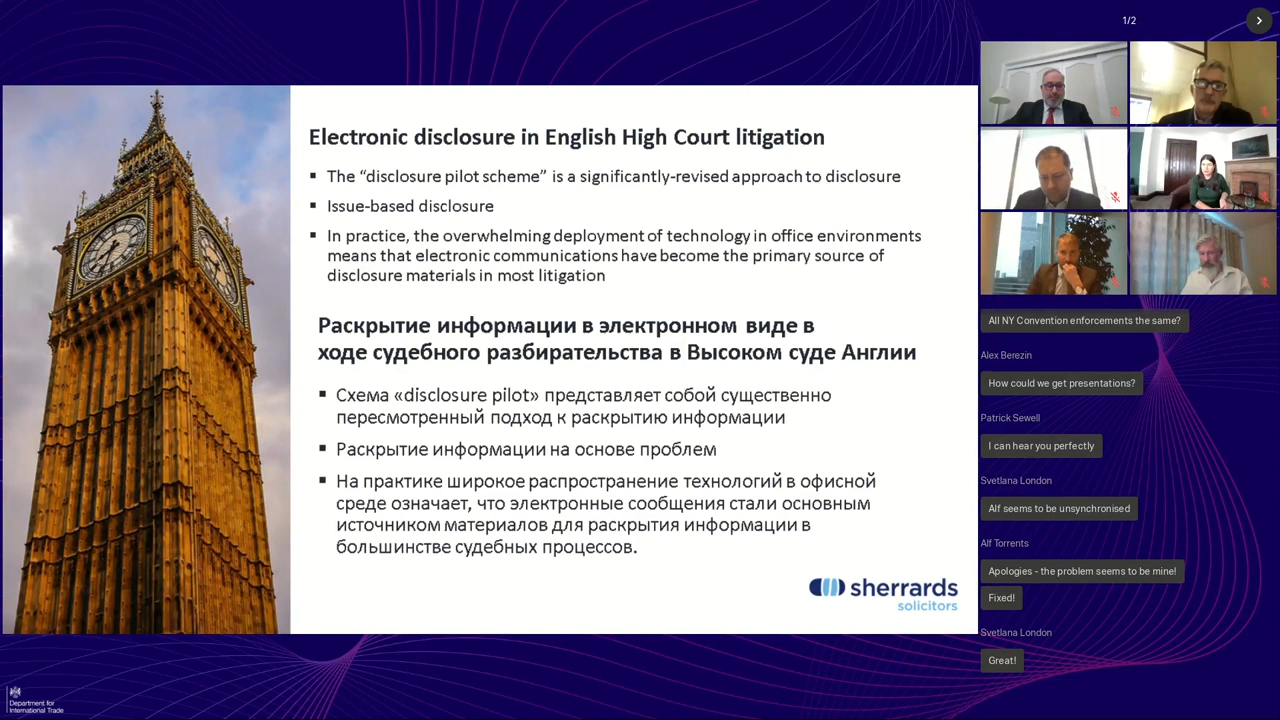 1/2
Electronic disclosure in English High Court litigation
▪ The “disclosure pilot scheme” is a significantly-revised approach to disclosure
▪ Issue-based disclosure
▪ In practice, the overwhelming deployment of technology in office environments
means that electronic communications have become the primary source of
disclosure materials in most litigation
Раскрытие информации в электронном виде в
ходе судебного разбирательства в Высоком суде Англии
▪ Схема «disclosure pilot» представляет собой существенно
пересмотренный подход к раскрытию информации
▪ Раскрытие информации на основе проблем
▪ На практике широкое распространение технологий в офисной
среде означает, что электронные сообщения стали основным
источником материалов для раскрытия информации в
большинстве судебных процессов.
sherrards
solicitors
All NY Convention enforcements the same?
Alex Berezin
How could we get presentations?
Patrick Sewell
I can hear you perfectly
Svetlana London
Alf seems to be unsynchronised
Alf Torrents
Apologies - the problem seems to be mine!
Fixed!
Svetlana London
Great!
Department for
International Trade